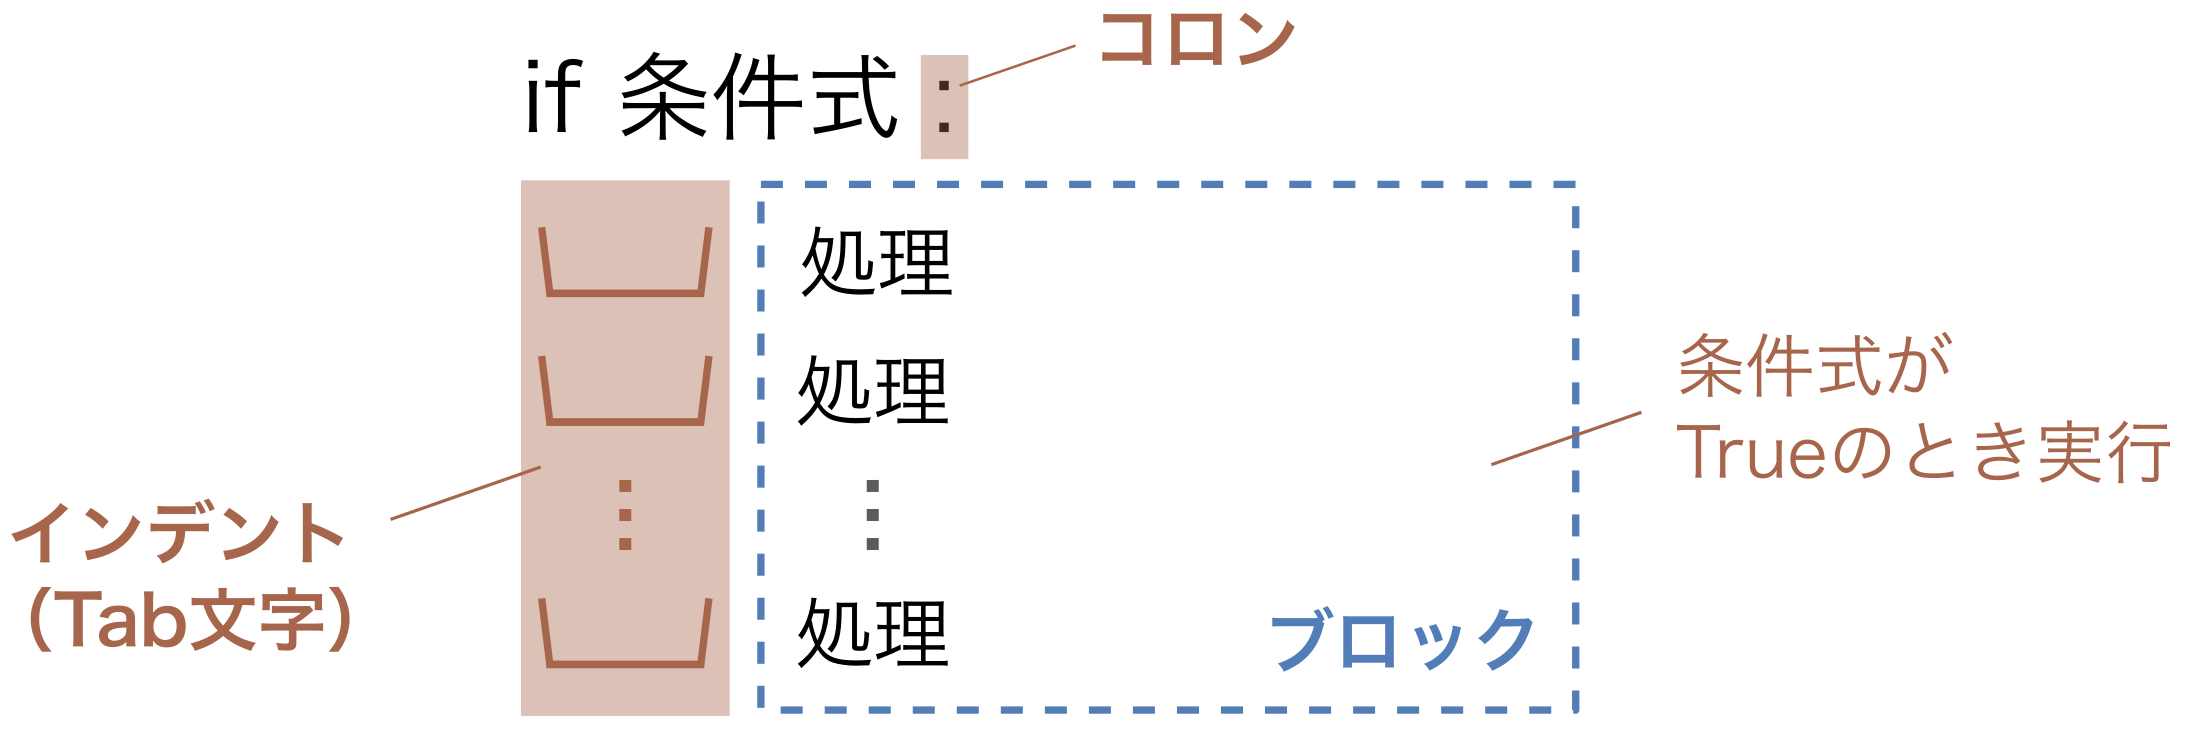 コロン
if 条件式 :
処理
処理
⋮ ⋮
処理
インデント
（Tab文字）
ブロック
条件式が
Trueのとき実行